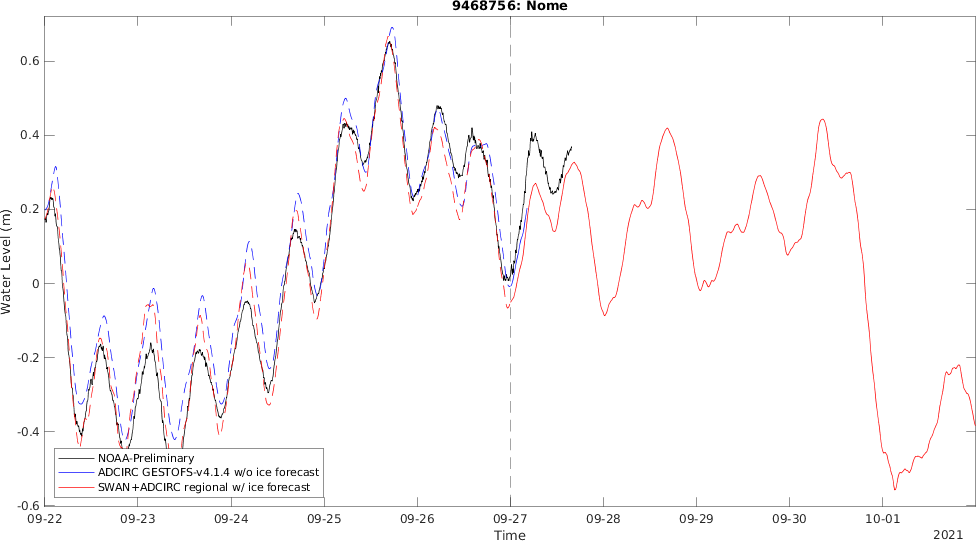 9468756: Nome
Water Level (m)
0.6
0.4
0.2
0
-0.2
-0.4
-0.6
NOAA-Preliminary
ADCIRC GESTOFS-v4.1.4 w/o ice forecast
SWAN+ADCIRC regional w/ ice forecast
09-22 09-23 09-24 09-25 09-26 09-27 09-28 09-29 09-30 10-01
Time
2021